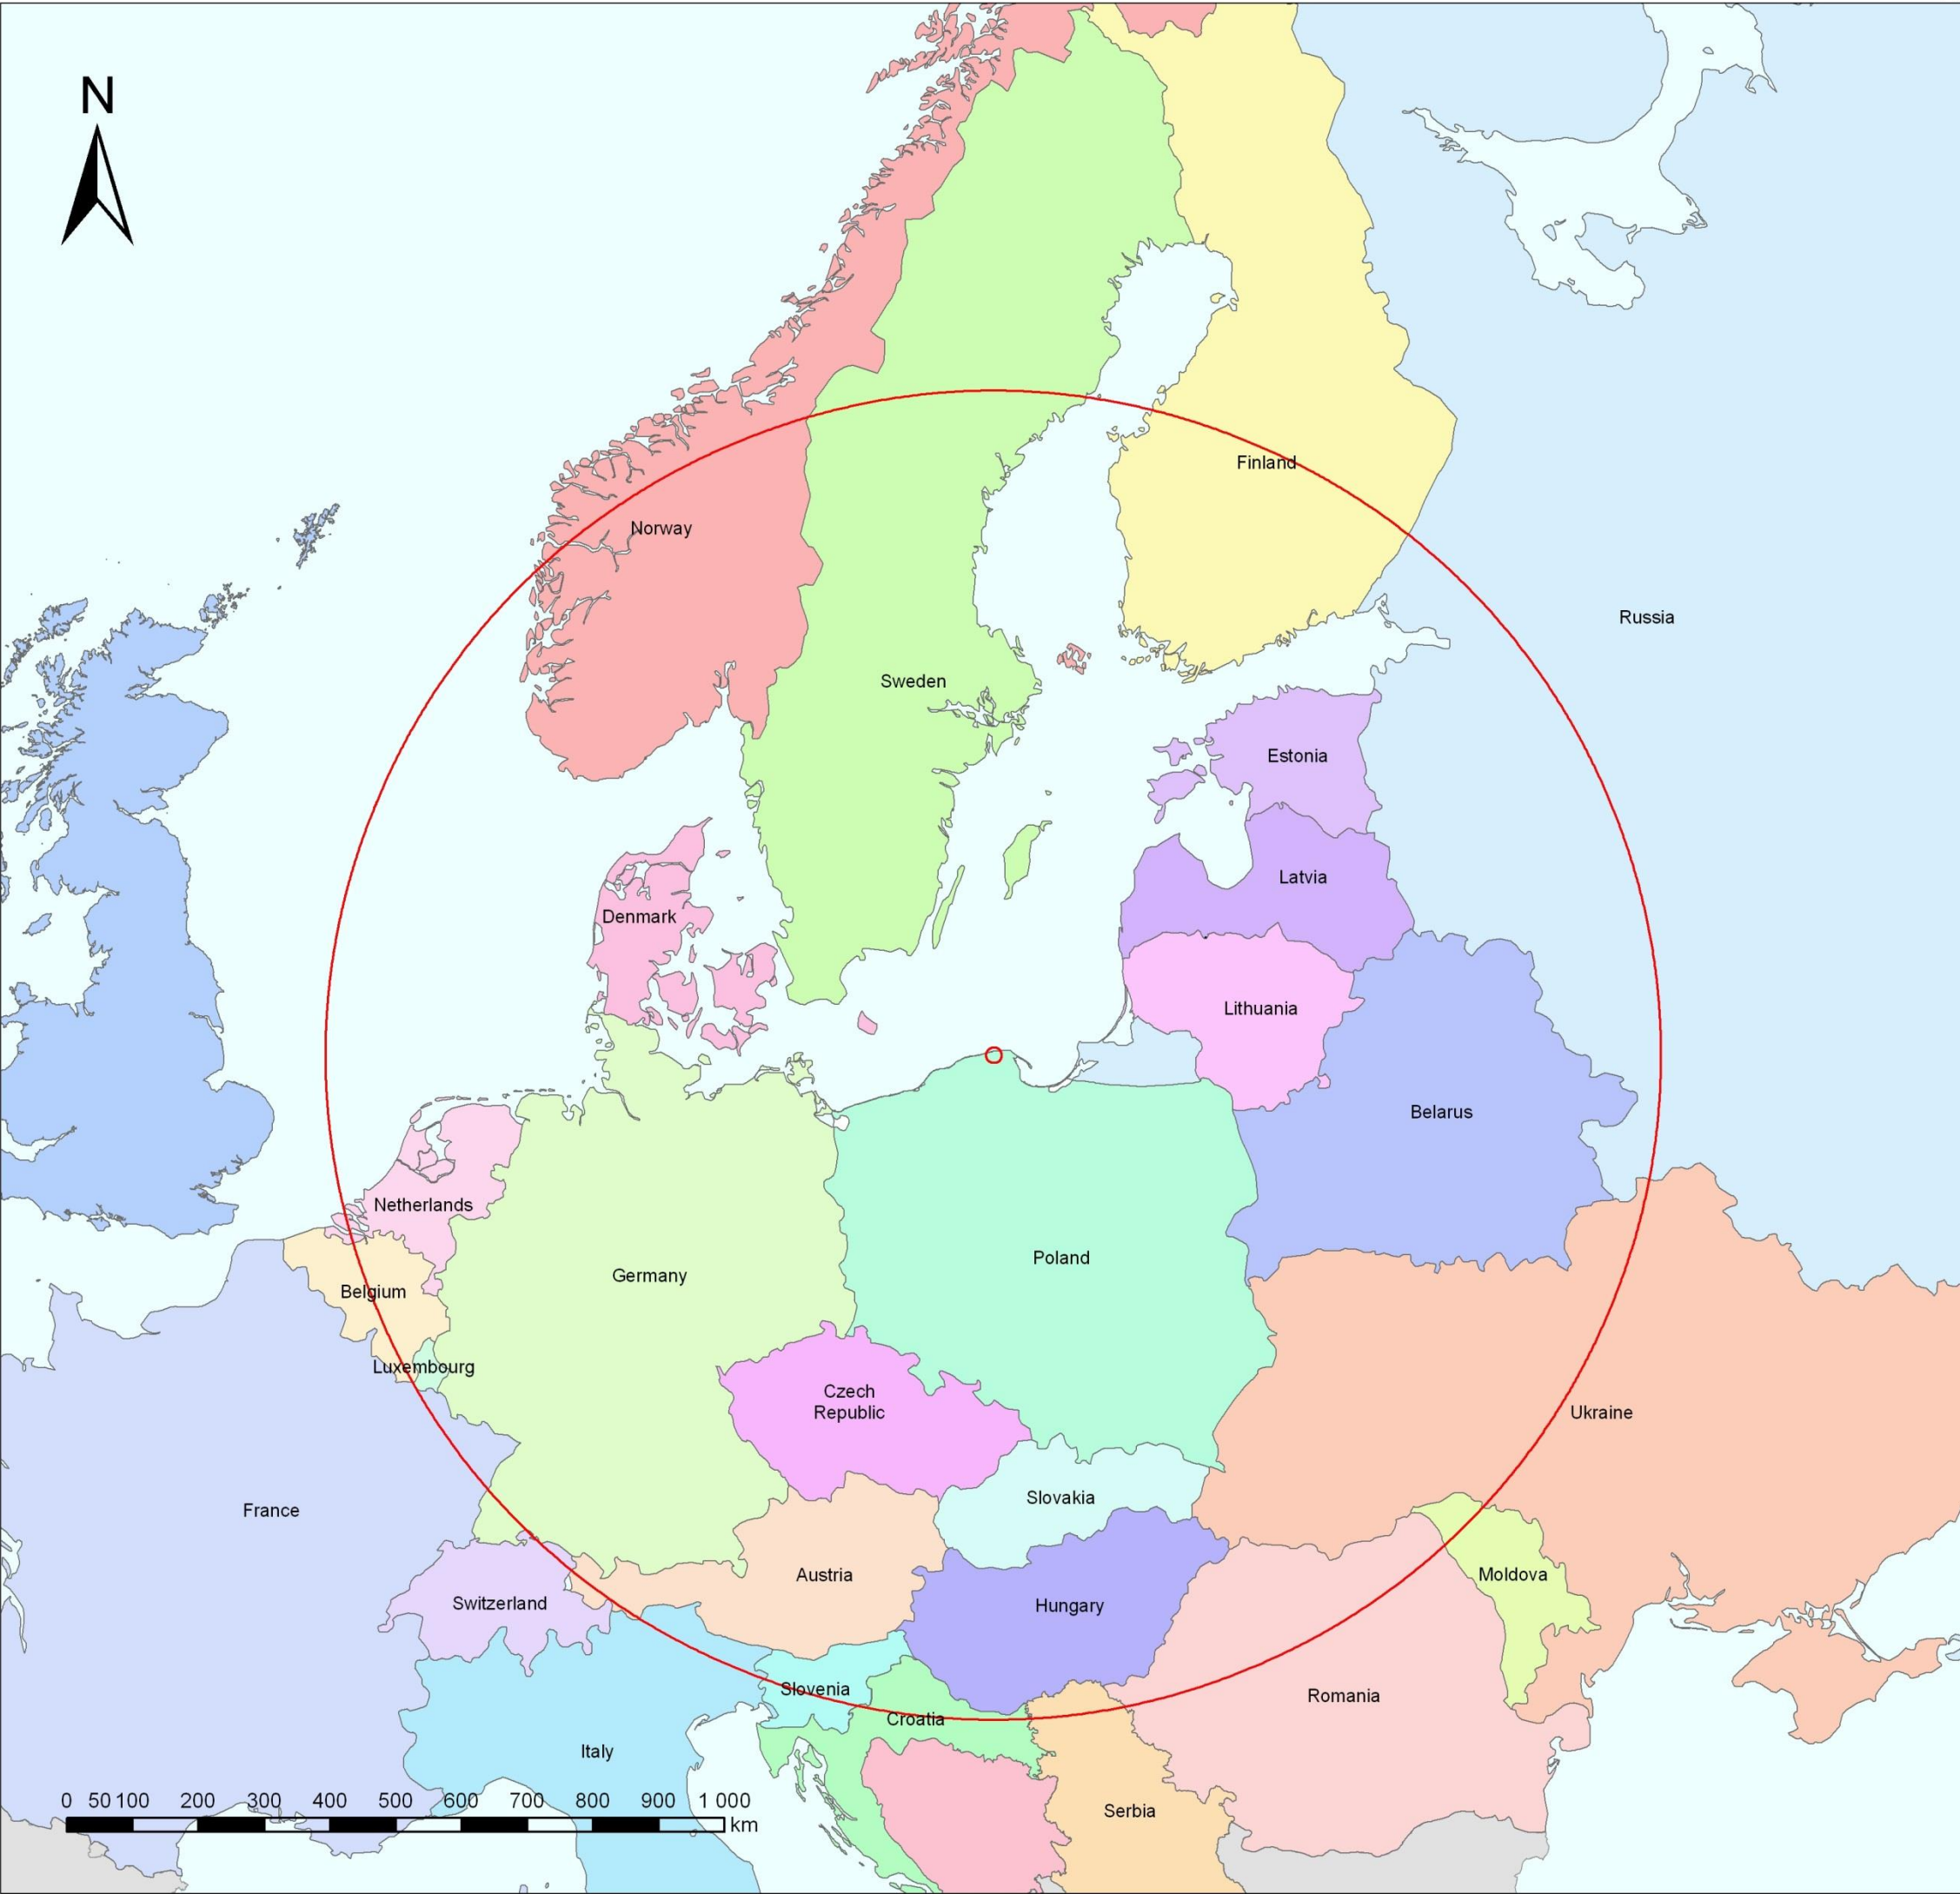 N
Finland
Norway
Russia
Sweden
Estonia
Latvia
Denmark
Lithuania
Belarus
Netherlands
Poland
Germany
Belgium
Luxembourg
Czech
Republic
Ukraine
Slovakia
France
Austria
Moldova
Switzerland
Hungary
Slovenia
Romania
Croatia
Italy
Serbia
0 50 100 200 300 400 500 600 700 800 900 1 000
km